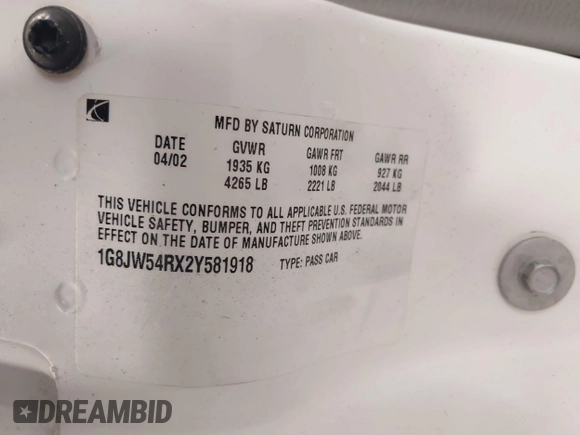 MFD BY SATURN CORPORATION
DATE GVWR GAWR FRT GAWR RR
04/02 1935 KG 1008 KG 927 KG
4265 LB 2221 LB 2044 LB
THIS VEHICLE CONFORMS TO ALL APPLICABLE U.S. FEDERAL MOTOR
VEHICLE SAFETY, BUMPER, AND THEFT PREVENTION STANDARDS IN
EFFECT ON THE DATE OF MANUFACTURE SHOWN ABOVE.
1G8JW54RX2Y581918 TYPE: PASS CAR
DREAMBID